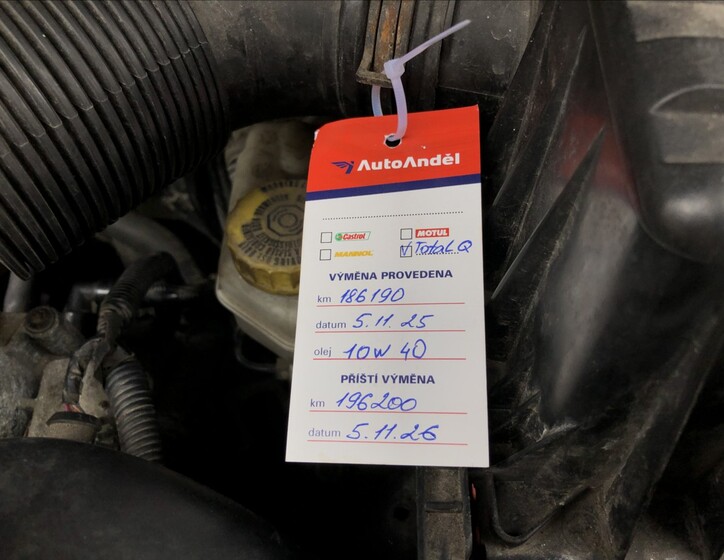 AutoAnděl
Castrol MOTUL
MANNOL Total Q
VÝMĚNA PROVEDENA
km 186190
datum 5.11.25
olej 10W 40
PŘÍŠTÍ VÝMĚNA
km 196200
datum 5.11.26